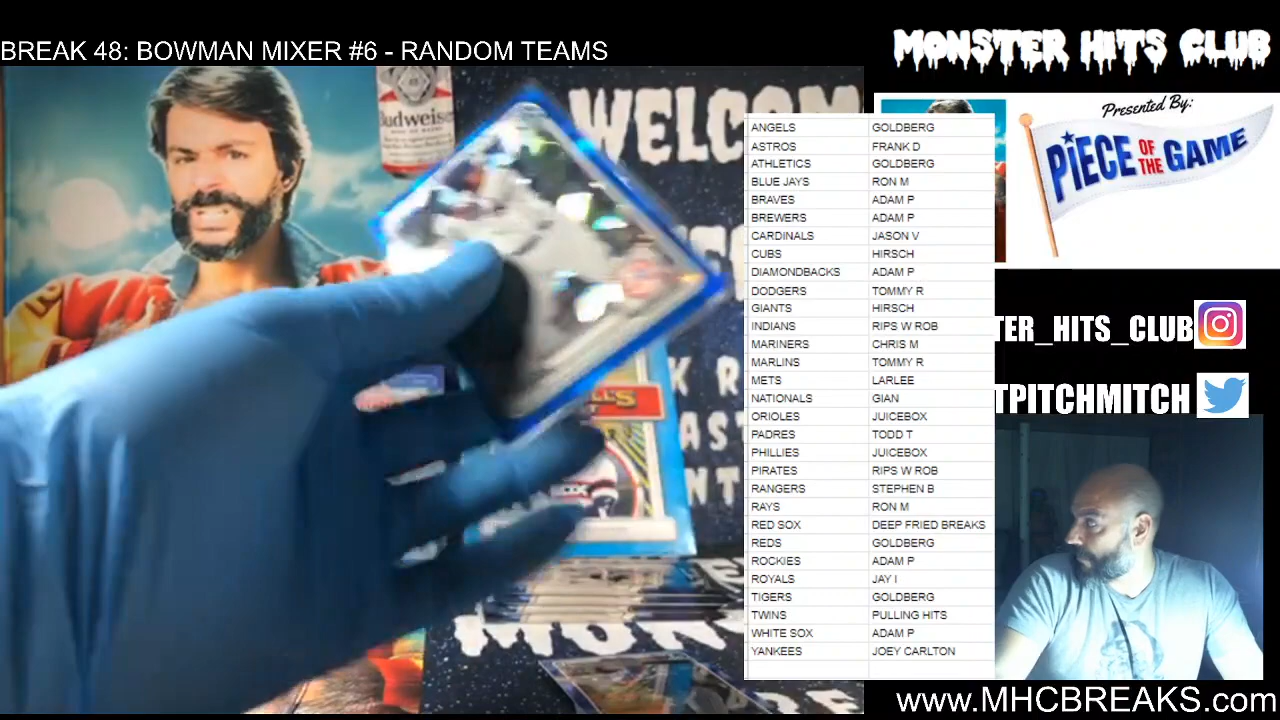 BREAK 48: BOWMAN MIXER #6 - RANDOM TEAMS
MONSTER HITS CLUB
Presented By:
PiECE OF THE GAME
Budweiser
WELCOM
ANGELS GOLDBERG
ASTROS FRANK D
ATHLETICS GOLDBERG
BLUE JAYS RON M
BRAVES ADAM P
BREWERS ADAM P
CARDINALS JASON V
CUBS HIRSCH
DIAMONDBACKS ADAM P
DODGERS TOMMY R
GIANTS HIRSCH
INDIANS RIPS W ROB
MARINERS CHRIS M
MARLINS TOMMY R
METS LARLEE
NATIONALS GIAN
ORIOLES JUICEBOX
PADRES TODD T
PHILLIES JUICEBOX
PIRATES RIPS W ROB
RANGERS STEPHEN B
RAYS RON M
RED SOX DEEP FRIED BREAKS
REDS GOLDBERG
ROCKIES ADAM P
ROYALS JAY I
TIGERS GOLDBERG
TWINS PULLING HITS
WHITE SOX ADAM P
YANKEES JOEY CARLTON
TER_HITS_CLUB
TPITCHMITCH
www.MHCBREAKS.com